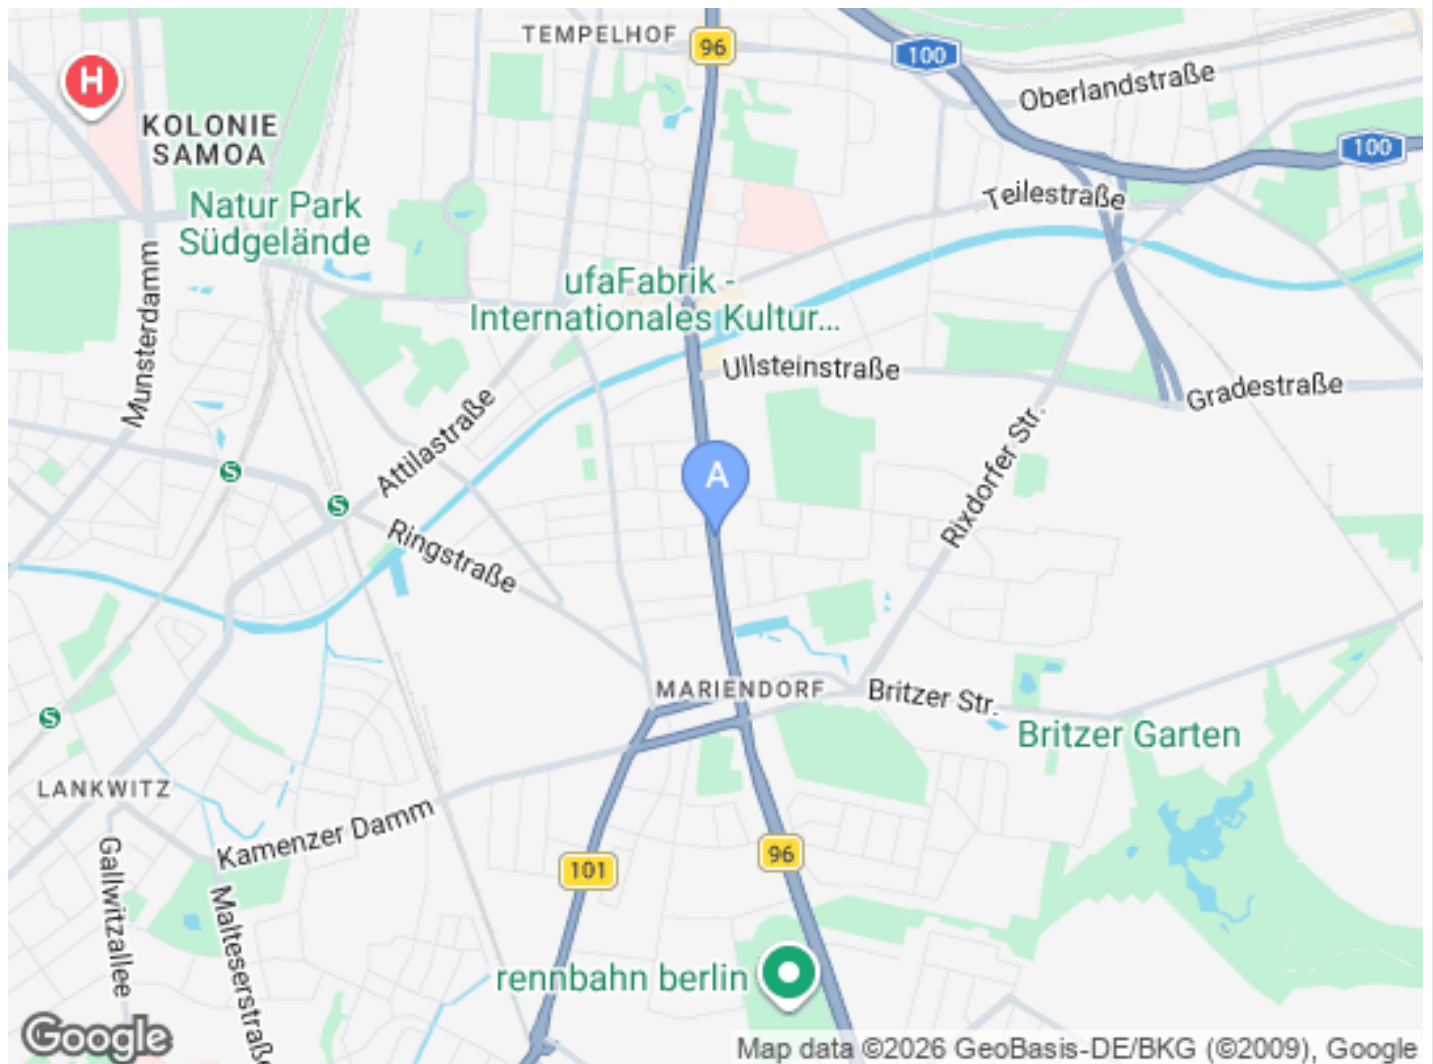 TEMPELHOF
96
100
H
Oberlandstraße
KOLONIE
SAMOA
100
Natur Park
Südgelände
Teilestraße
Munsterdamm
ufaFabrik -
Internationales Kultur...
Ullsteinstraße
Gradestraße
Attilastraße
S
A
Rixdorfer Str.
S
Ringstraße
MARIENDORF
Britzer Str.
S
Britzer Garten
LANKWITZ
Kamenzer Damm
96
101
Gallwitzallee
Malteserstraße
rennbahn berlin
Google
Map data ©2026 GeoBasis-DE/BKG (©2009), Google